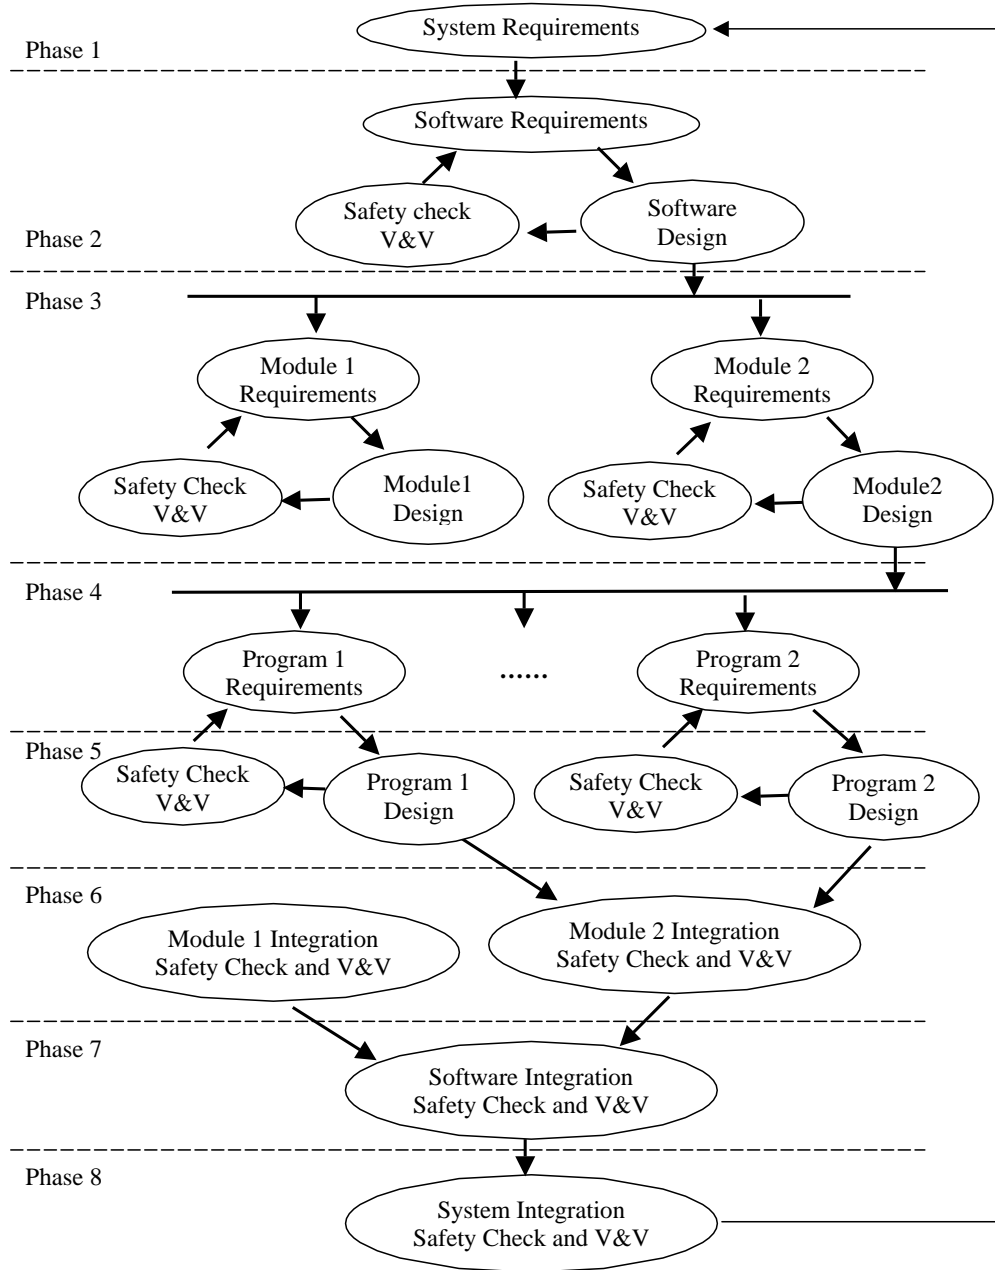 System Requirements
Phase 1
Software Requirements
Safety check
V&V
Software
Design
Phase 2
Phase 3
Module 1
Requirements
Module 2
Requirements
Safety Check
V&V
Module1
Design
Safety Check
V&V
Module2
Design
Phase 4
Program 1
Requirements
......
Program 2
Requirements
Phase 5
Safety Check
V&V
Program 1
Design
Safety Check
V&V
Program 2
Design
Phase 6
Module 1 Integration
Safety Check and V&V
Module 2 Integration
Safety Check and V&V
Phase 7
Software Integration
Safety Check and V&V
Phase 8
System Integration
Safety Check and V&V